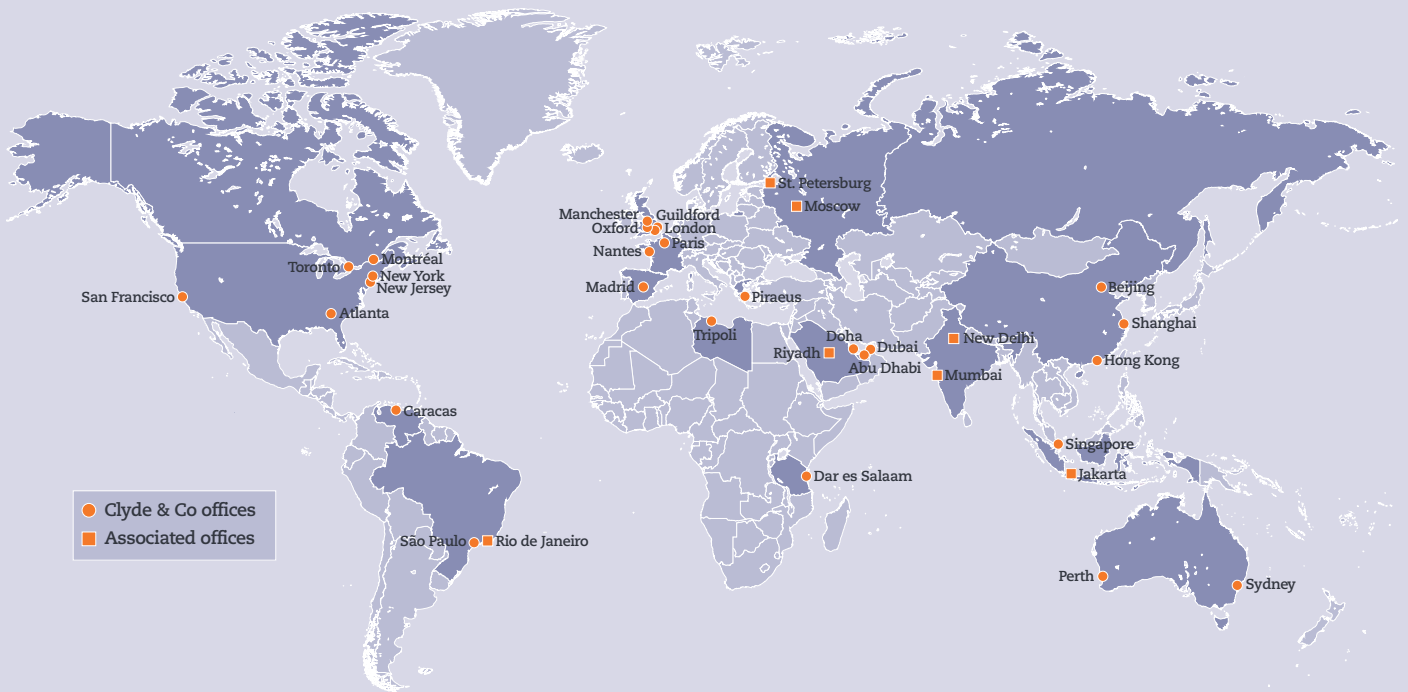 St. Petersburg
Moscow
Manchester
Guildford
Oxford
London
Paris
Nantes
Montréal
Toronto
New York
New Jersey
San Francisco
Madrid
Piraeus
Beijing
Atlanta
Shanghai
Tripoli
Doha
New Delhi
Riyadh
Dubai
Abu Dhabi
Hong Kong
Mumbai
Caracas
Singapore
Jakarta
Dar es Salaam
Clyde & Co offices
Associated offices
São Paulo
Rio de Janeiro
Perth
Sydney